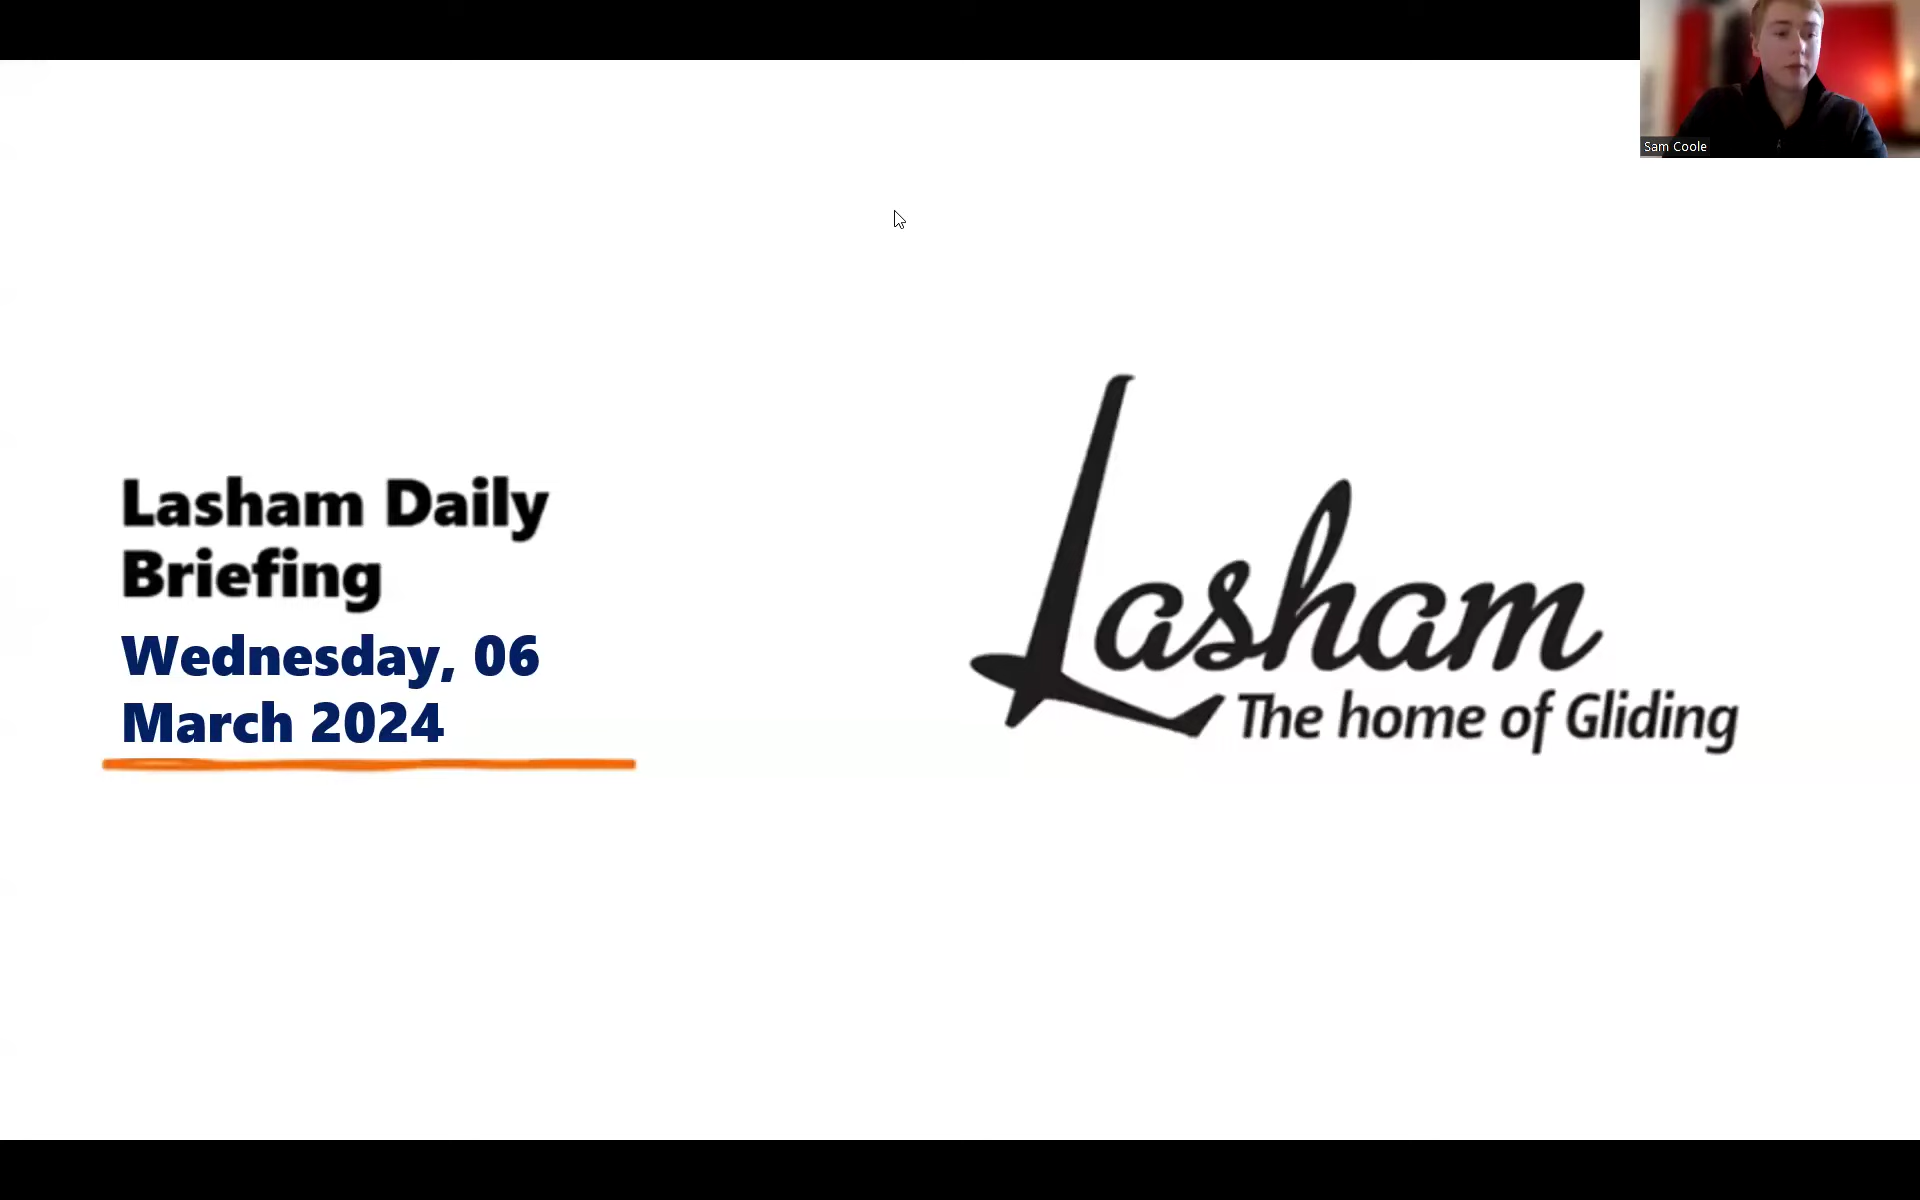 Sam Coole
Lasham Daily
Briefing
Wednesday, 06
March 2024
Lasham
The home of Gliding